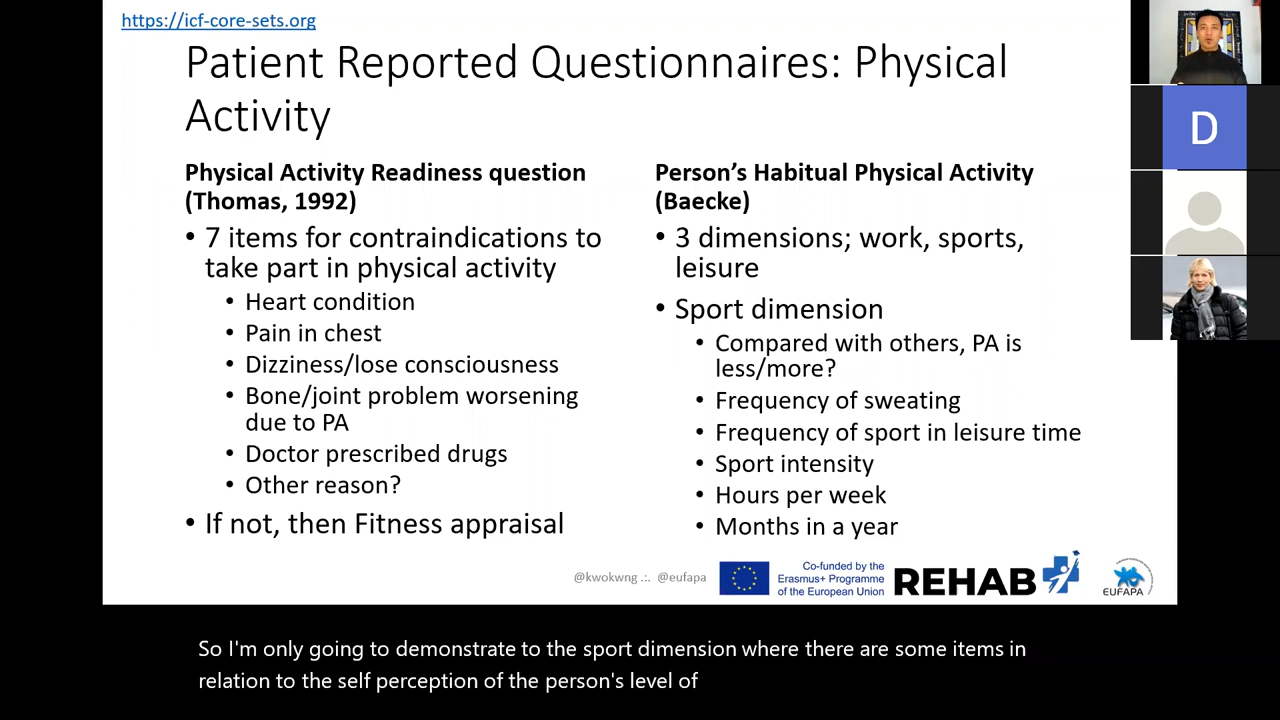 https://icf-core-sets.org
Patient Reported Questionnaires: Physical
Activity
Physical Activity Readiness question
(Thomas, 1992)
• 7 items for contraindications to
take part in physical activity
• Heart condition
• Pain in chest
• Dizziness/lose consciousness
• Bone/joint problem worsening
due to PA
• Doctor prescribed drugs
• Other reason?
• If not, then Fitness appraisal
Person’s Habitual Physical Activity
(Baecke)
• 3 dimensions; work, sports,
leisure
• Sport dimension
• Compared with others, PA is
less/more?
• Frequency of sweating
• Frequency of sport in leisure time
• Sport intensity
• Hours per week
• Months in a year
@kwokwng .:. @eufapa
Co-funded by the
Erasmus+ Programme
of the European Union
REHAB
EUFAPA
D
So I'm only going to demonstrate to the sport dimension where there are some items in
relation to the self perception of the person's level of